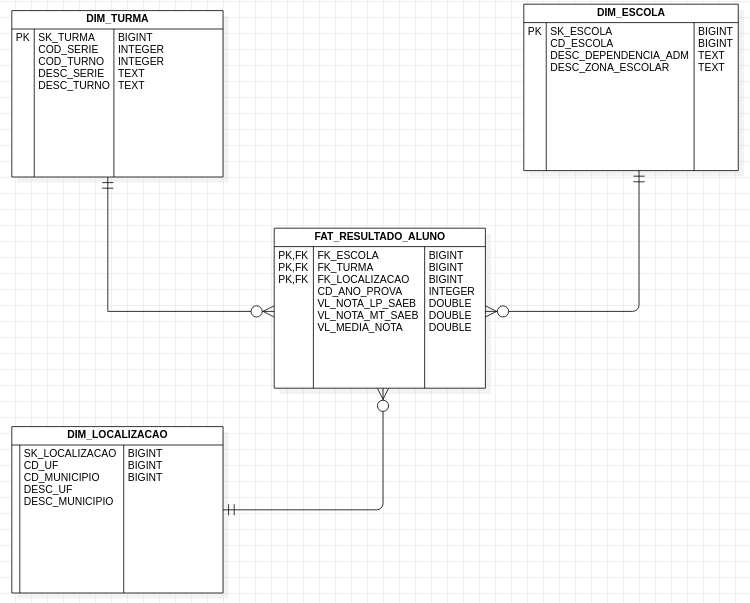 DIM_TURMA
PK SK_TURMA BIGINT
COD_SERIE INTEGER
COD_TURNO INTEGER
DESC_SERIE TEXT
DESC_TURNO TEXT
DIM_ESCOLA
PK SK_ESCOLA BIGINT
CD_ESCOLA BIGINT
DESC_DEPENDENCIA_ADM TEXT
DESC_ZONA_ESCOLAR TEXT
FAT_RESULTADO_ALUNO
PK,FK FK_ESCOLA BIGINT
PK,FK FK_TURMA BIGINT
PK,FK FK_LOCALIZACAO BIGINT
CD_ANO_PROVA INTEGER
VL_NOTA_LP_SAEB DOUBLE
VL_NOTA_MT_SAEB DOUBLE
VL_MEDIA_NOTA DOUBLE
DIM_LOCALIZACAO
SK_LOCALIZACAO BIGINT
CD_UF BIGINT
CD_MUNICIPIO BIGINT
DESC_UF
DESC_MUNICIPIO